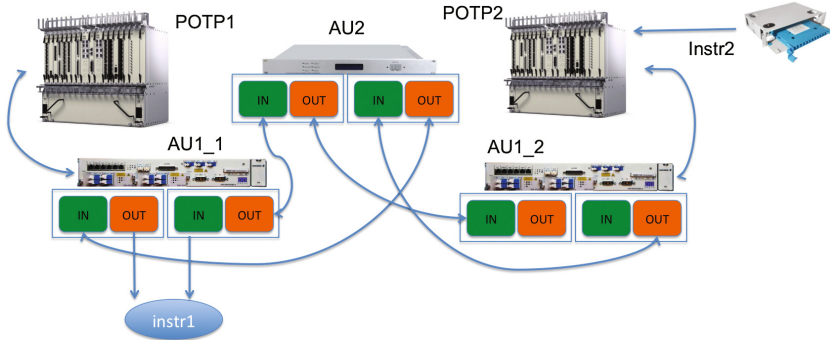 POTP1
AU2
POTP2
Instr2
IN
OUT
IN
OUT
AU1_1
AU1_2
IN
OUT
IN
OUT
IN
OUT
IN
OUT
instr1